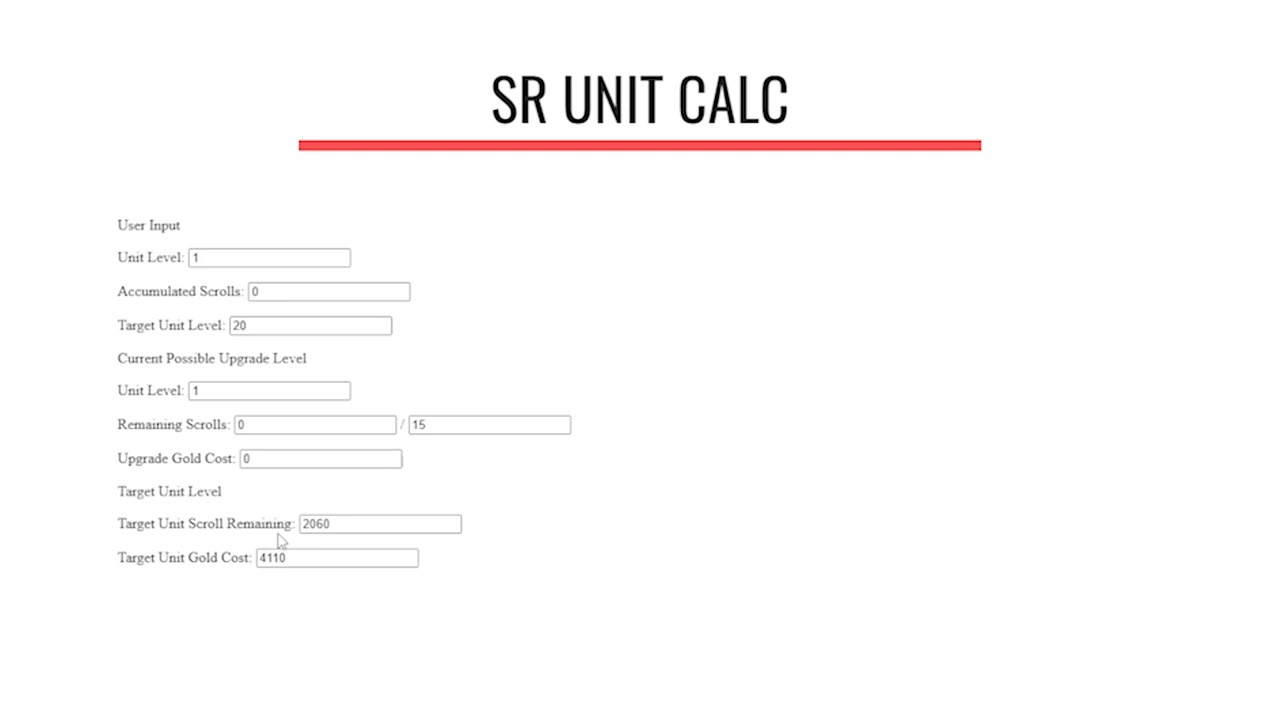 SR UNIT CALC
User Input
Unit Level: 1
Accumulated Scrolls: 0
Target Unit Level: 20
Current Possible Upgrade Level
Unit Level: 1
Remaining Scrolls: 0 / 15
Upgrade Gold Cost: 0
Target Unit Level
Target Unit Scroll Remaining: 2060
Target Unit Gold Cost: 4110